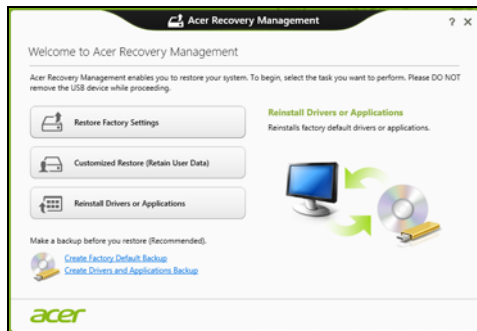 Acer Recovery Management
? ×
Welcome to Acer Recovery Management
Acer Recovery Management enables you to restore your system. To begin, select the task you want to perform. Please DO NOT
remove the USB device while proceeding.
Restore Factory Settings
Customized Restore (Retain User Data)
Reinstall Drivers or Applications
Reinstall Drivers or Applications
Reinstalls factory default drivers or applications.
Make a backup before you restore (Recommended).
Create Factory Default Backup
Create Drivers and Applications Backup
acer